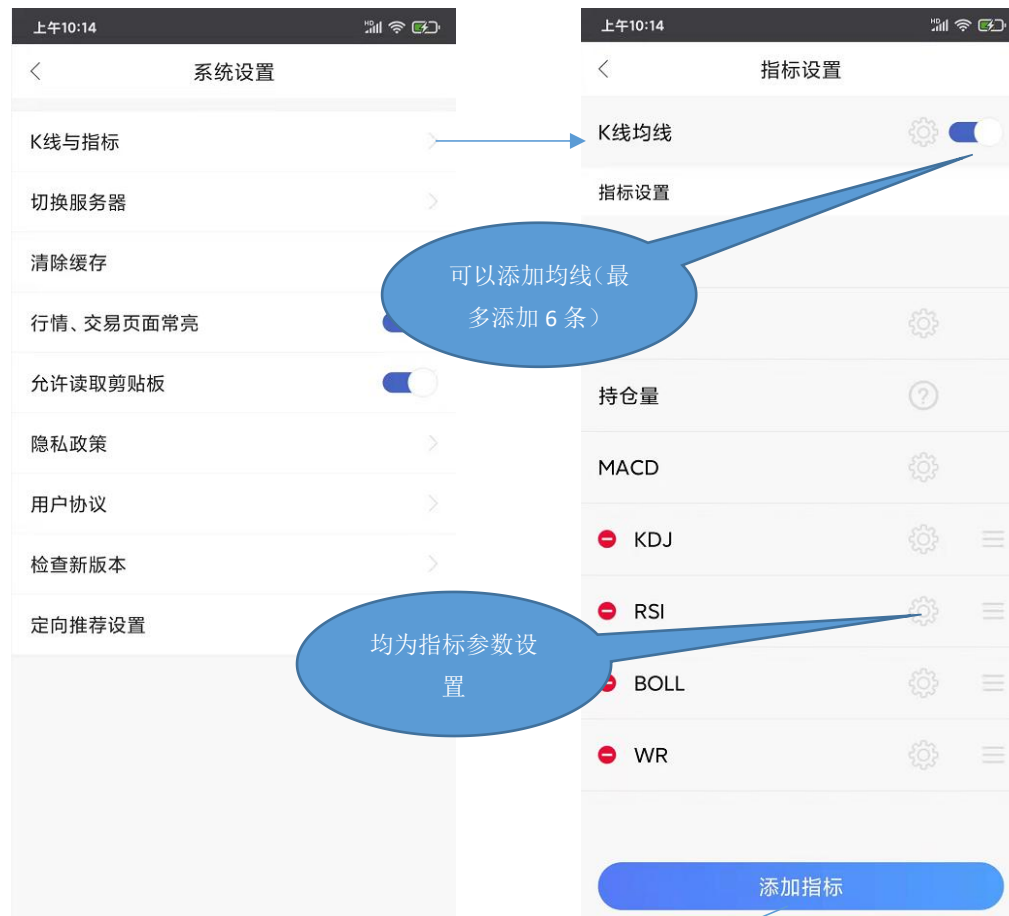 上午10:14
系统设置
K线与指标
切换服务器
清除缓存
行情、交易页面常亮
允许读取剪贴板
隐私政策
用户协议
检查新版本
定向推荐设置
上午10:14
指标设置
K线均线
指标设置
可以添加均线（最
多添加 6 条）
持仓量
MACD
KDJ
RSI
均为指标参数设
置
BOLL
WR
添加指标